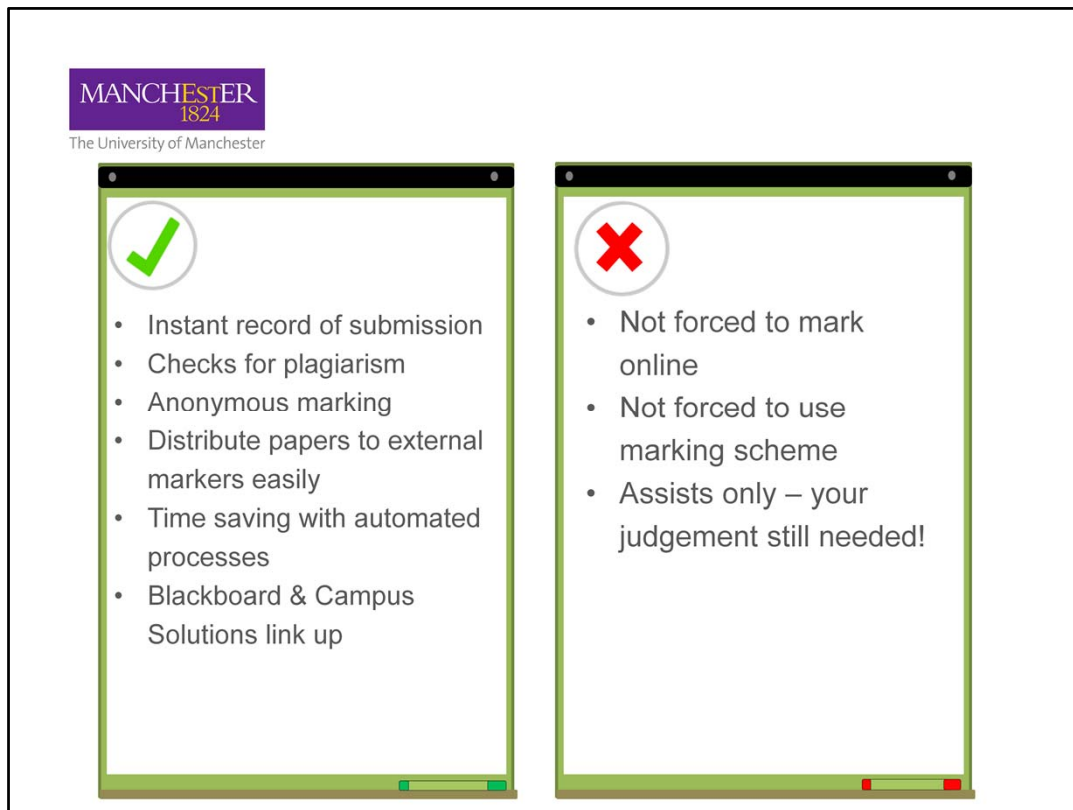 MANCHESTER
1824
The University of Manchester
• Instant record of submission
• Checks for plagiarism
• Anonymous marking
• Distribute papers to external
markers easily
• Time saving with automated
processes
• Blackboard & Campus
Solutions link up
• Not forced to mark
online
• Not forced to use
marking scheme
• Assists only – your
judgement still needed!